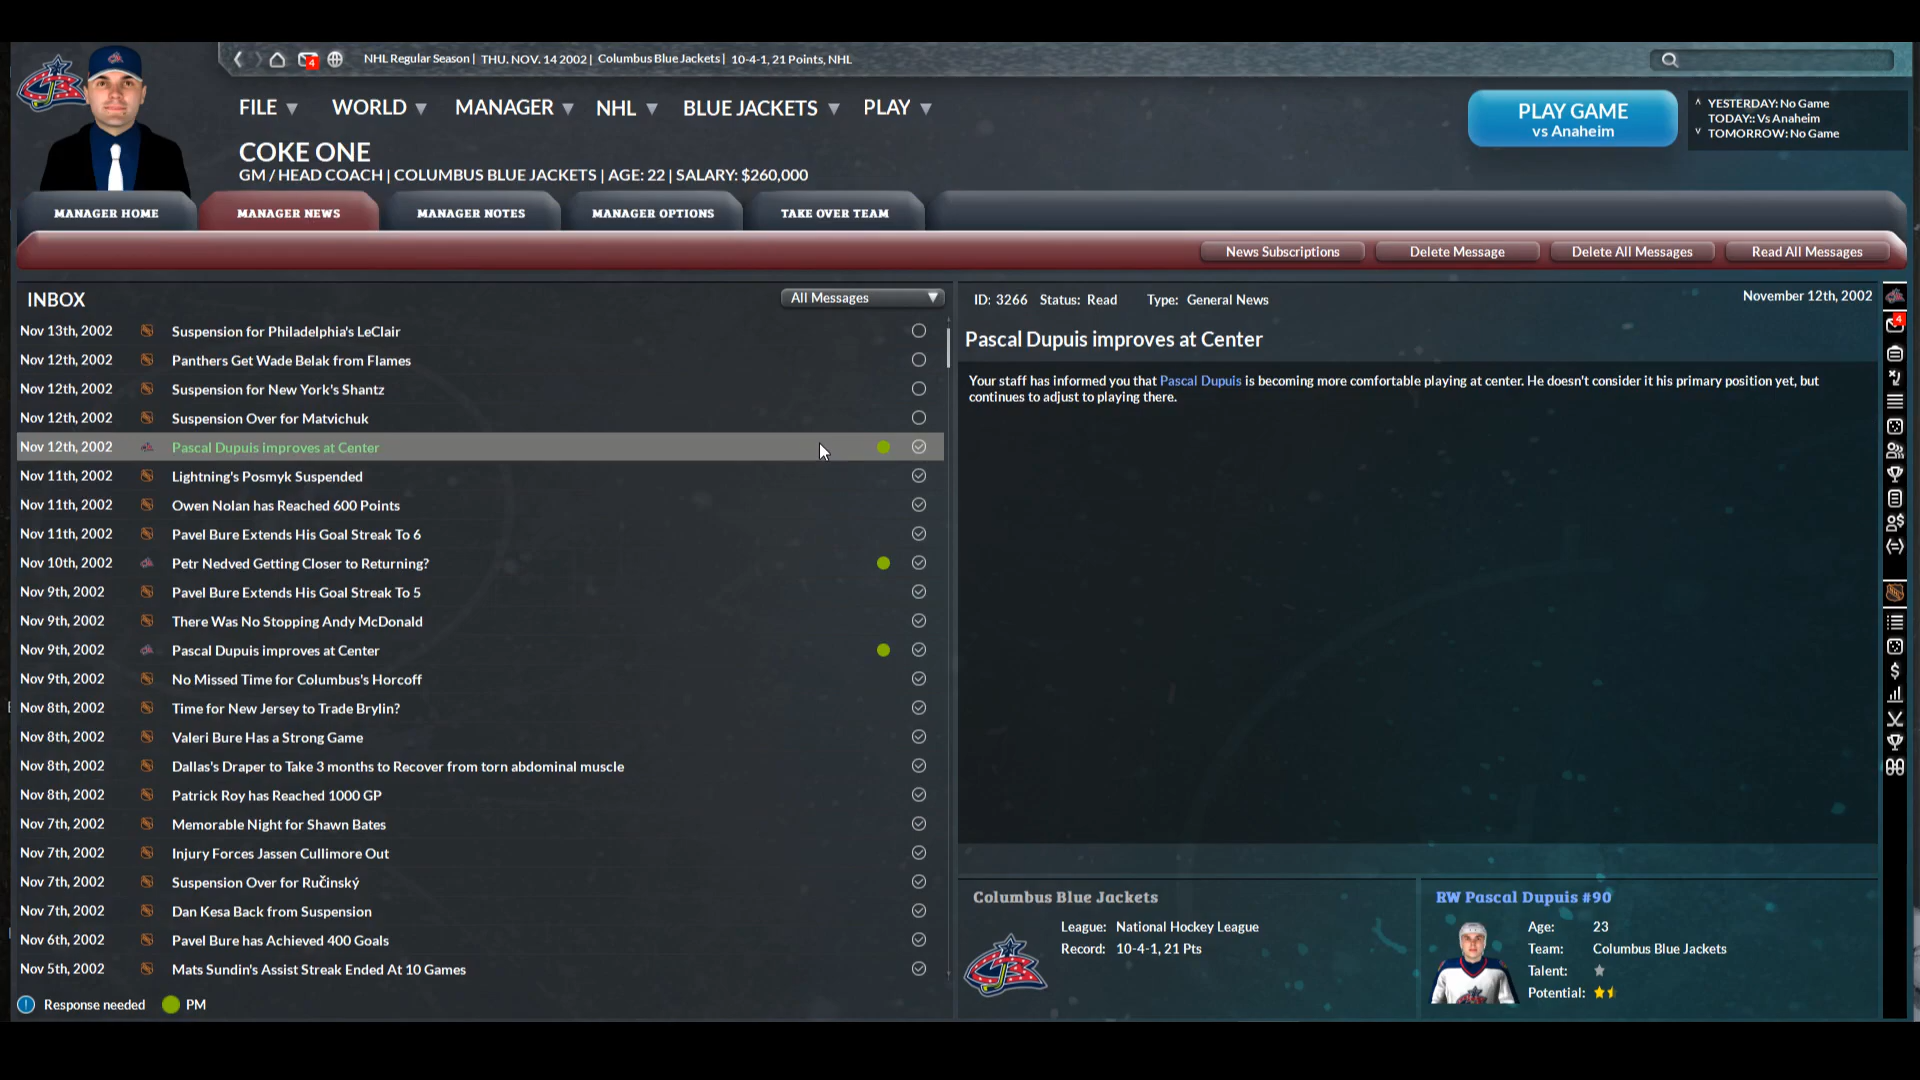 4
NHL Regular Season | THU. NOV. 14 2002 | Columbus Blue Jackets | 10-4-1, 21 Points, NHL
FILE WORLD MANAGER NHL BLUE JACKETS PLAY
PLAY GAME
vs Anaheim
YESTERDAY: No Game
TODAY:: Vs Anaheim
TOMORROW: No Game
COKE ONE
GM / HEAD COACH | COLUMBUS BLUE JACKETS | AGE: 22 | SALARY: $260,000
MANAGER HOME MANAGER NEWS MANAGER NOTES MANAGER OPTIONS TAKE OVER TEAM
News Subscriptions Delete Message Delete All Messages Read All Messages
INBOX All Messages
Nov 13th, 2002 Suspension for Philadelphia's LeClair
Nov 12th, 2002 Panthers Get Wade Belak from Flames
Nov 12th, 2002 Suspension for New York's Shantz
Nov 12th, 2002 Suspension Over for Matvichuk
Nov 12th, 2002 Pascal Dupuis improves at Center
Nov 11th, 2002 Lightning's Posmyk Suspended
Nov 11th, 2002 Owen Nolan has Reached 600 Points
Nov 11th, 2002 Pavel Bure Extends His Goal Streak To 6
Nov 10th, 2002 Petr Nedved Getting Closer to Returning?
Nov 9th, 2002 Pavel Bure Extends His Goal Streak To 5
Nov 9th, 2002 There Was No Stopping Andy McDonald
Nov 9th, 2002 Pascal Dupuis improves at Center
Nov 9th, 2002 No Missed Time for Columbus's Horcoff
Nov 8th, 2002 Time for New Jersey to Trade Brylin?
Nov 8th, 2002 Valeri Bure Has a Strong Game
Nov 8th, 2002 Dallas's Draper to Take 3 months to Recover from torn abdominal muscle
Nov 8th, 2002 Patrick Roy has Reached 1000 GP
Nov 7th, 2002 Memorable Night for Shawn Bates
Nov 7th, 2002 Injury Forces Jassen Cullimore Out
Nov 7th, 2002 Suspension Over for Ručinský
Nov 7th, 2002 Dan Kesa Back from Suspension
Nov 6th, 2002 Pavel Bure has Achieved 400 Goals
Nov 5th, 2002 Mats Sundin's Assist Streak Ended At 10 Games
Response needed PM
ID: 3266 Status: Read Type: General News November 12th, 2002
Pascal Dupuis improves at Center
Your staff has informed you that Pascal Dupuis is becoming more comfortable playing at center. He doesn't consider it his primary position yet, but
continues to adjust to playing there.
Columbus Blue Jackets
League: National Hockey League
Record: 10-4-1, 21 Pts
RW Pascal Dupuis #90
Age: 23
Team: Columbus Blue Jackets
Talent:
Potential:
4